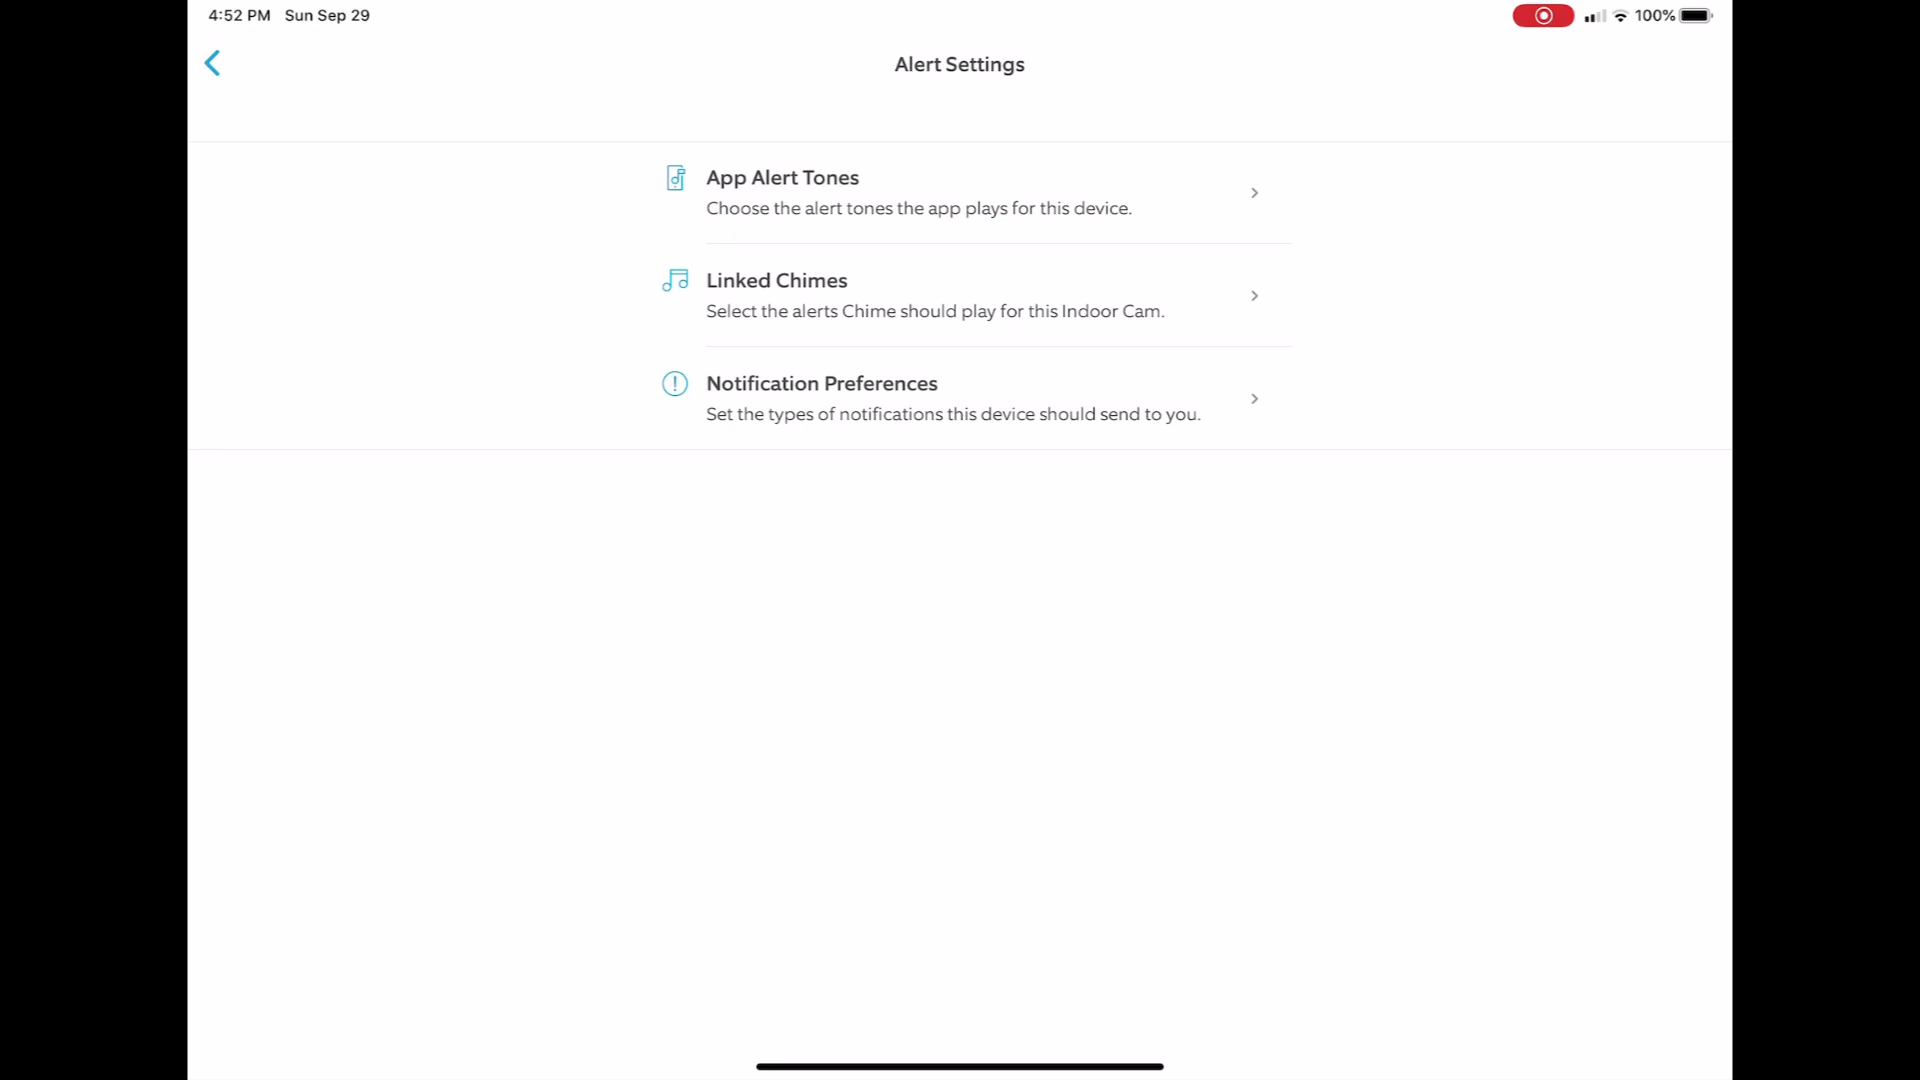 4:52 PM Sun Sep 29
100%
Alert Settings
App Alert Tones
Choose the alert tones the app plays for this device.
Linked Chimes
Select the alerts Chime should play for this Indoor Cam.
Notification Preferences
Set the types of notifications this device should send to you.